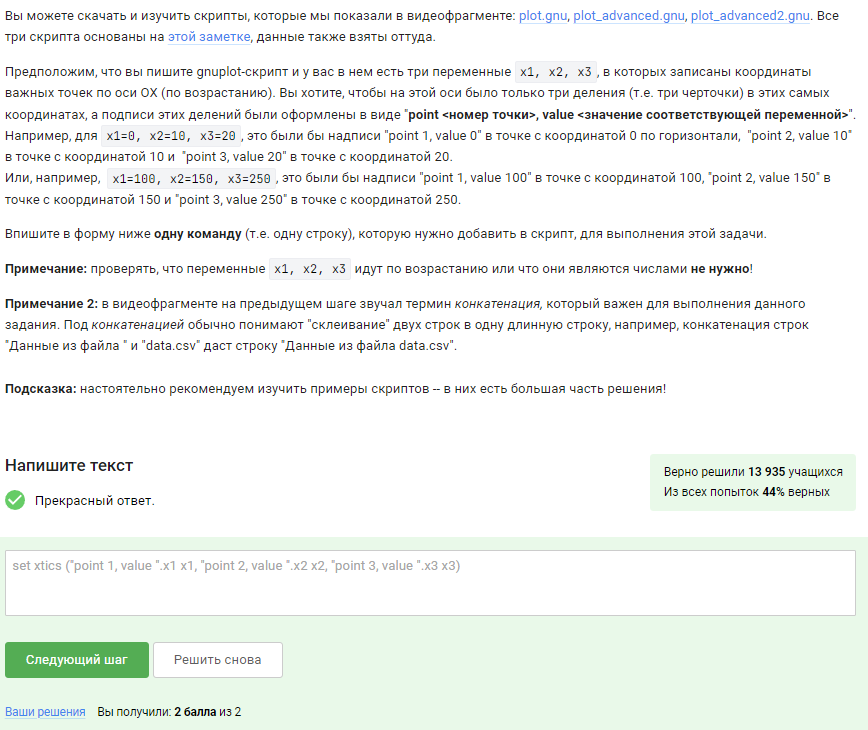 Вы можете скачать и изучить скрипты, которые мы показали в видеофрагменте: plot.gnu, plot_advanced.gnu, plot_advanced2.gnu. Все
три скрипта основаны на этой заметке, данные также взяты оттуда.
Предположим, что вы пишите gnuplot-скрипт и у вас в нем есть три переменные x1, x2, x3, в которых записаны координаты
важных точек по оси OX (по возрастанию). Вы хотите, чтобы на этой оси было только три деления (т.е. три черточки) в этих самых
координатах, а подписи этих делений были оформлены в виде "point <номер точки>, value <значение соответствующей переменной>".
Например, для x1=0, x2=10, x3=20, это были бы надписи "point 1, value 0" в точке с координатой 0 по горизонтали, "point 2, value 10"
в точке с координатой 10 и "point 3, value 20" в точке с координатой 20.
Или, например, x1=100, x2=150, x3=250, это были бы надписи "point 1, value 100" в точке с координатой 100, "point 2, value 150" в
точке с координатой 150 и "point 3, value 250" в точке с координатой 250.
Впишите в форму ниже одну команду (т.е. одну строку), которую нужно добавить в скрипт, для выполнения этой задачи.
Примечание: проверять, что переменные x1, x2, x3 идут по возрастанию или что они являются числами не нужно!
Примечание 2: в видеофрагменте на предыдущем шаге звучал термин конкатенация, который важен для выполнения данного
задания. Под конкатенацией обычно понимают "склеивание" двух строк в одну длинную строку, например, конкатенация строк
"Данные из файла " и "data.csv" даст строку "Данные из файла data.csv".
Подсказка: настоятельно рекомендуем изучить примеры скриптов -- в них есть большая часть решения!
Напишите текст
Верно решили 13 935 учащихся
Из всех попыток 44% верных
Прекрасный ответ.
set xtics ("point 1, value ".x1 x1, "point 2, value ".x2 x2, "point 3, value ".x3 x3)
Следующий шаг
Решить снова
Ваши решения Вы получили: 2 балла из 2